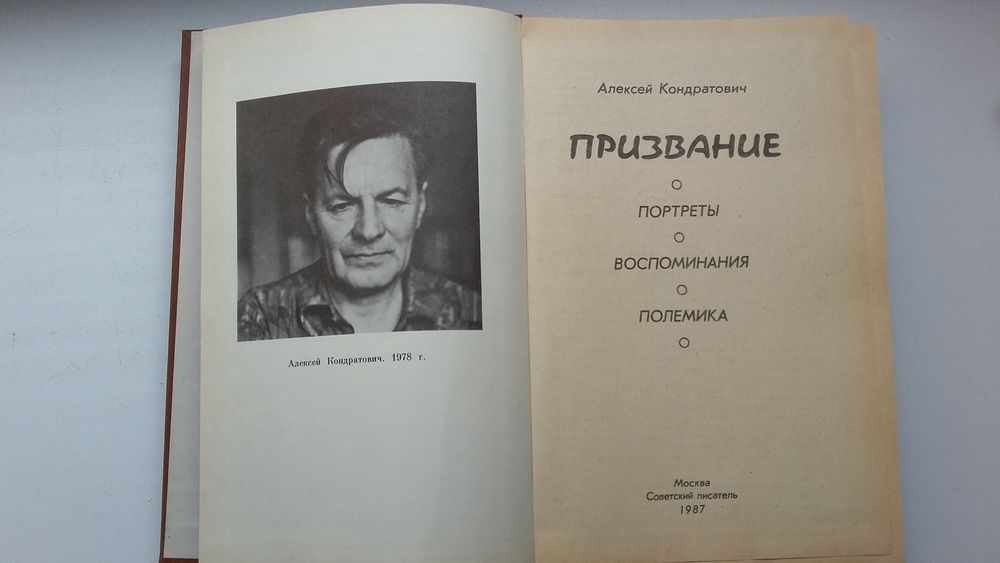 Алексей Кондратович. 1978 г.
Алексей Кондратович
ПРИЗВАНИЕ
ПОРТРЕТЫ
ВОСПОМИНАНИЯ
ПОЛЕМИКА
Москва
Советский писатель
1987